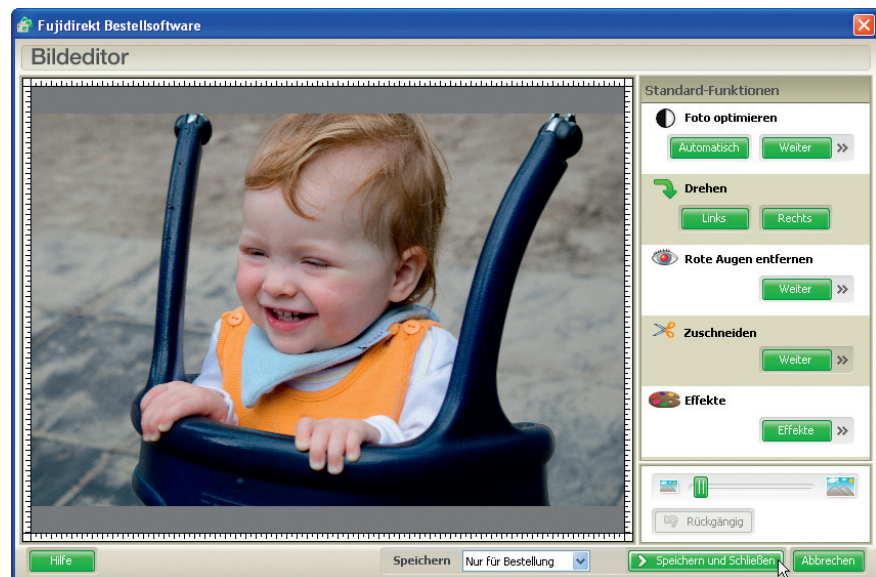 Fujidirekt Bestellsoftware
Bildeditor
Standard-Funktionen
Foto optimieren
Automatisch
Weiter
Drehen
Links
Rechts
Rote Augen entfernen
Weiter
Zuschneiden
Weiter
Effekte
Effekte
Rückgängig
Hilfe
Speichern
Nur für Bestellung
Speichern und Schließen
Abbrechen